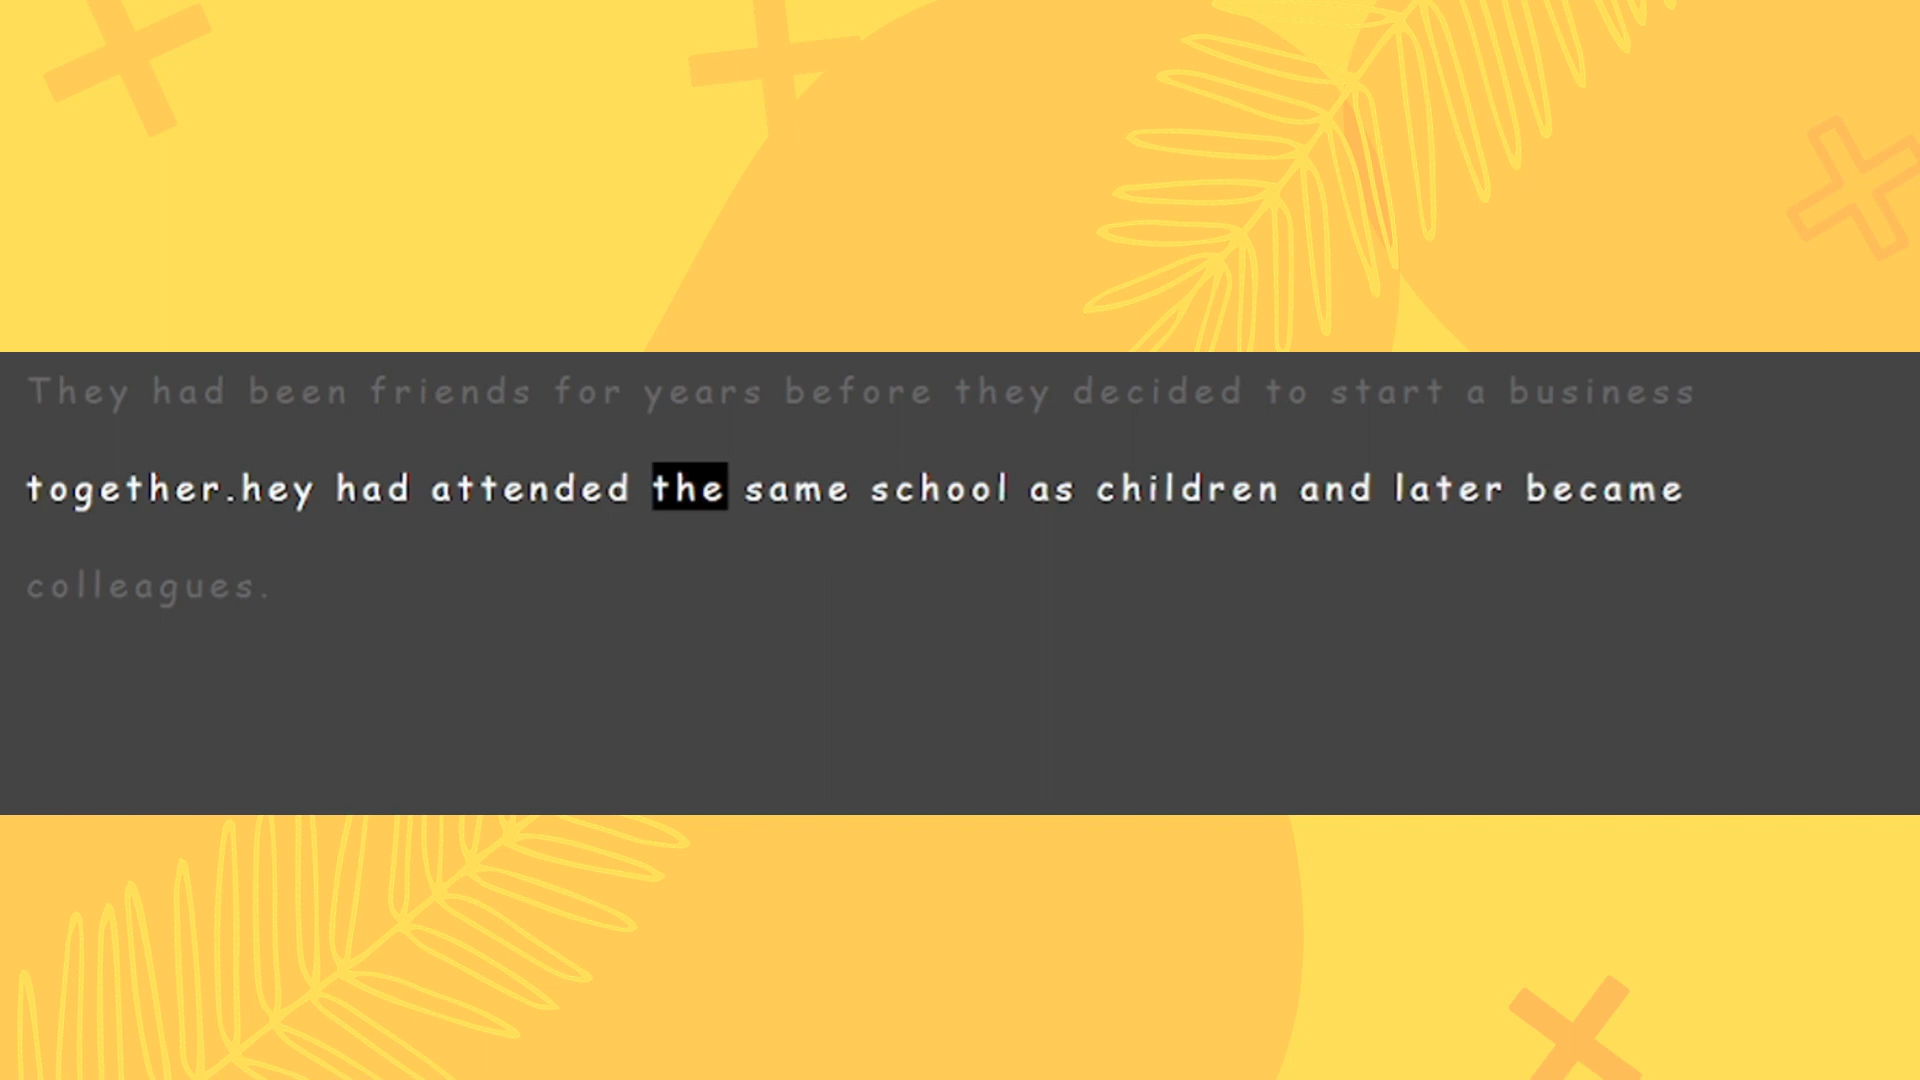 They had been friends for years before they decided to start a business
together.hey had attended the same school as children and later became
colleagues.